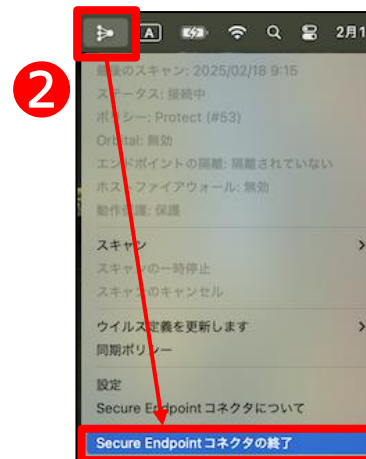 A 2月1
2
最後のスキャン: 2025/02/18 9:15
ステータス: 接続中
ポリシー: Protect (#53)
Orbital: 無効
エンドポイントの隔離: 隔離されていない
ホストファイアウォール: 無効
動作保護: 保護
スキャン
スキャンの一時停止
スキャンのキャンセル
ウイルス定義を更新します
同期ポリシー
設定
Secure Endpoint コネクタについて
Secure Endpoint コネクタの終了